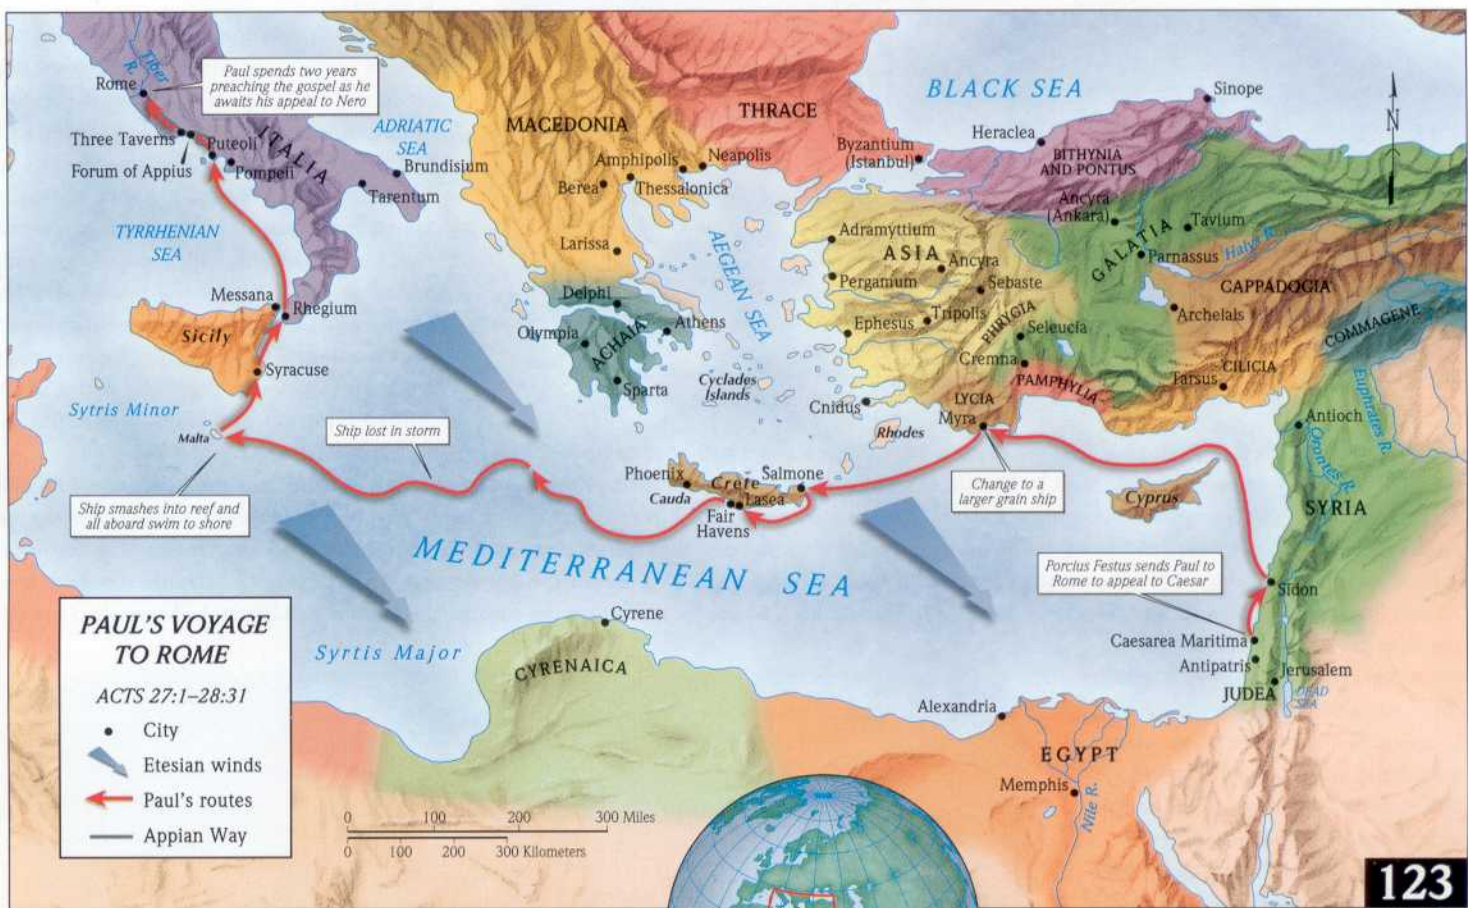 Tiber
R.
Rome
Paul spends two years
preaching the gospel as he
awaits his appeal to Nero
Three Taverns
Forum of Appius
Puteoli
Pompeii
ITALIA
ADRIATIC
SEA
Brundisium
Tarentum
TYRRHENIAN
SEA
Messana
Rhegium
Sicily
Syracuse
Sytris Minor
Malta
Ship lost in storm
Ship smashes into reef and
all aboard swim to shore
MACEDONIA
THRACE
Amphipolis
Neapolis
Berea
Thessalonica
Larissa
Delphi
Olympia
ACHAIA
Athens
Sparta
AEGEAN SEA
Cyclades
Islands
BLACK SEA
Byzantium
(Istanbul)
Heraclea
Sinope
BITHYNIA
AND PONTUS
N
Ancyra
(Ankara)
Tavium
GALATIA
Parnassus
Halys R.
CAPPADOGIA
Archelais
COMMAGENE
Adramyttium
ASIA
Ancyra
Pergamum
Sebaste
Ephesus
Tripolis
PHRYGIA
Seleucia
Cremna
PAMPHYLIA
CILICIA
Tarsus
LYCIA
Myra
Cnidus
Rhodes
Change to a
larger grain ship
Phoenix
Crete
Salmone
Cauda
Lasea
Fair
Havens
Cyprus
Antioch
Euphrates R.
Orontes R.
SYRIA
Porcius Festus sends Paul to
Rome to appeal to Caesar
Sidon
Caesarea Maritima
Antipatris
Jerusalem
JUDEA
DEAD
SEA
MEDITERRANEAN SEA
Syrtis Major
Cyrene
CYRENAICA
Alexandria
EGYPT
Memphis
Nile R.
PAUL'S VOYAGE
TO ROME
ACTS 27:1–28:31
City
Etesian winds
Paul's routes
Appian Way
0 100 200 300 Miles
0 100 200 300 Kilometers
123